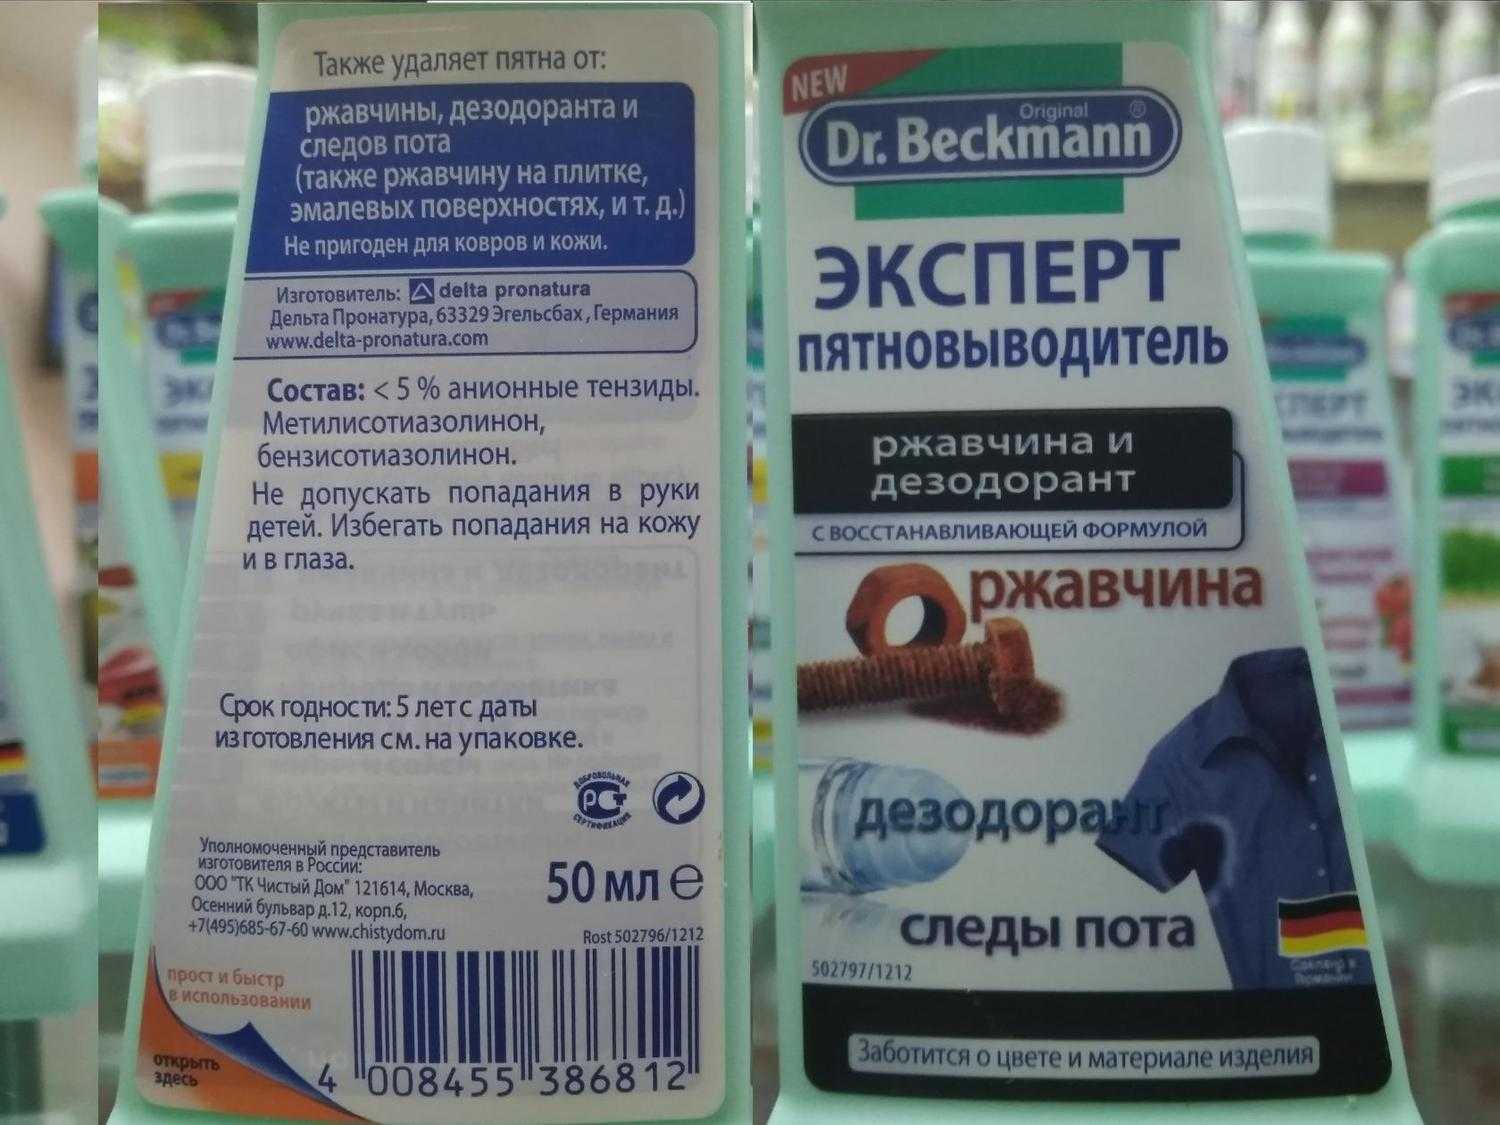 Также удаляет пятна от:
ржавчины, дезодоранта и
следов пота
(также ржавчину на плитке,
эмалевых поверхностях, и т. д.)
Не пригоден для ковров и кожи.
Изготовитель: delta pronatura
Дельта Пронатура, 63329 Эгельсбах, Германия
www.delta-pronatura.com
Состав: < 5 % анионные тензиды.
Метилисотиазолинон,
бензисотиазолинон.
Не допускать попадания в руки
детей. Избегать попадания на кожу
и в глаза.
Срок годности: 5 лет с даты
изготовления см. на упаковке.
ДОБРОВОЛЬНАЯ
РСТ
СЕРТИФИКАЦИЯ
Уполномоченный представитель
изготовителя в России:
ООО "ТК Чистый Дом" 121614, Москва,
Осенний бульвар д.12, корп.6,
+7(495)685-67-60 www.chistydom.ru
50 мл e
Rost 502796/1212
прост и быстр
в использовании
открыть
здесь
4 008455 386812
NEW
Original
Dr. Beckmann ®
ЭКСПЕРТ
ПЯТНОВЫВОДИТЕЛЬ
ржавчина и
дезодорант
С ВОССТАНАВЛИВАЮЩЕЙ ФОРМУЛОЙ
ржавчина
дезодорант
следы пота
502797/1212
Сделано в
Германии
Заботится о цвете и материале изделия